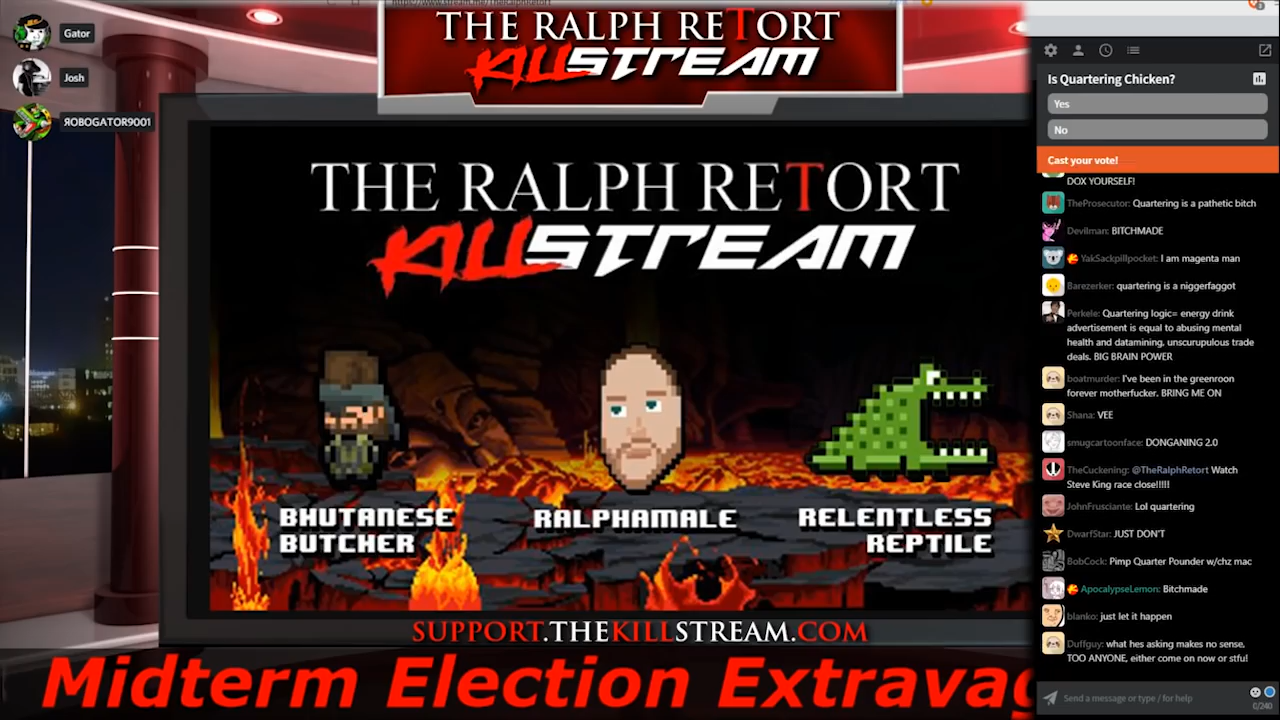 https://www.stream.me/TheRalphRetort
THE RALPH RETORT
KILLSTREAM
Gator
Josh
ЯOBOGATOR9001
THE RALPH RETORT
KILLSTREAM
BHUTANESE
BUTCHER
RALPHAMALE
RELENTLESS
REPTILE
SUPPORT.THEKILLSTREAM.COM
Midterm Election Extravag
Is Quartering Chicken?
Yes
No
Cast your vote!
DOX YOURSELF!
TheProsecutor: Quartering is a pathetic bitch
Devilman: BITCHMADE
YakSackpillpocket: I am magenta man
Barezerker: quartering is a niggerfaggot
Perkele: Quartering logic= energy drink
advertisement is equal to abusing mental
health and datamining. unscurupulous trade
deals. BIG BRAIN POWER
boatmurder: I've been in the greenroon
forever motherfucker. BRING ME ON
Shana: VEE
smugcartoonface: DONGANING 2.0
TheCuckening: @TheRalphRetort Watch
Steve King race close!!!!!
JohnFrusciante: Lol quartering
DwarfStar: JUST DON'T
BobCock: Pimp Quarter Pounder w/chz mac
ApocalypseLemon: Bitchmade
blanko: just let it happen
Duffguy: what hes asking makes no sense,
TOO ANYONE, either come on now or stfu!
Send a message or type / for help
0/240